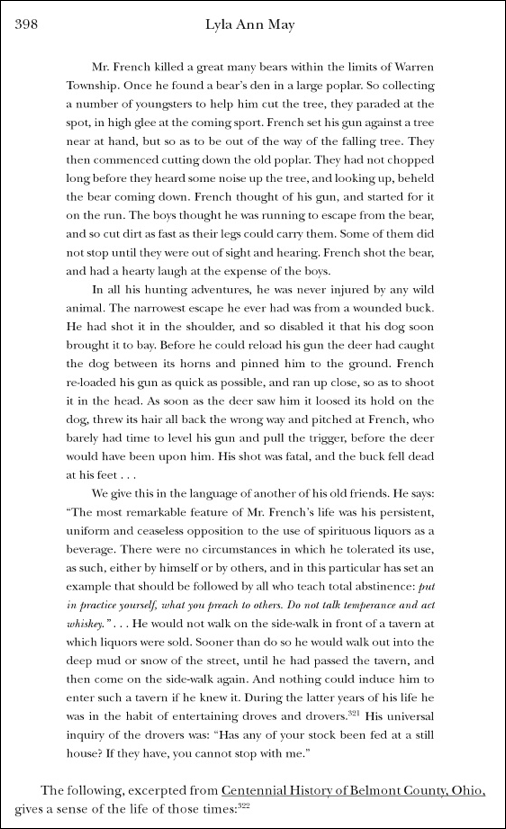 398
Lyla Ann May
Mr. French killed a great many bears within the limits of Warren
Township. Once he found a bear's den in a large poplar. So collecting
a number of youngsters to help him cut the tree, they paraded at the
spot, in high glee at the coming sport. French set his gun against a tree
near at hand, but so as to be out of the way of the falling tree. They
then commenced cutting down the old poplar. They had not chopped
long before they heard some noise up the tree, and looking up, beheld
the bear coming down. French thought of his gun, and started for it
on the run. The boys thought he was running to escape from the bear,
and so cut dirt as fast as their legs could carry them. Some of them did
not stop until they were out of sight and hearing. French shot the bear,
and had a hearty laugh at the expense of the boys.
In all his hunting adventures, he was never injured by any wild
animal. The narrowest escape he ever had was from a wounded buck.
He had shot it in the shoulder, and so disabled it that his dog soon
brought it to bay. Before he could reload his gun the deer had caught
the dog between its horns and pinned him to the ground. French
re-loaded his gun as quick as possible, and ran up close, so as to shoot
it in the head. As soon as the deer saw him it loosed its hold on the
dog, threw its hair all back the wrong way and pitched at French, who
barely had time to level his gun and pull the trigger, before the deer
would have been upon him. His shot was fatal, and the buck fell dead
at his feet . . .
We give this in the language of another of his old friends. He says:
“The most remarkable feature of Mr. French's life was his persistent,
uniform and ceaseless opposition to the use of spirituous liquors as a
beverage. There were no circumstances in which he tolerated its use,
as such, either by himself or by others, and in this particular has set an
example that should be followed by all who teach total abstinence: put
in practice yourself, what you preach to others. Do not talk temperance and act
whiskey.” . . . He would not walk on the side-walk in front of a tavern at
which liquors were sold. Sooner than do so he would walk out into the
deep mud or snow of the street, until he had passed the tavern, and
then come on the side-walk again. And nothing could induce him to
enter such a tavern if he knew it. During the latter years of his life he
was in the habit of entertaining droves and drovers.321 His universal
inquiry of the drovers was: “Has any of your stock been fed at a still
house? If they have, you cannot stop with me.”
The following, excerpted from Centennial History of Belmont County, Ohio,
gives a sense of the life of those times:322